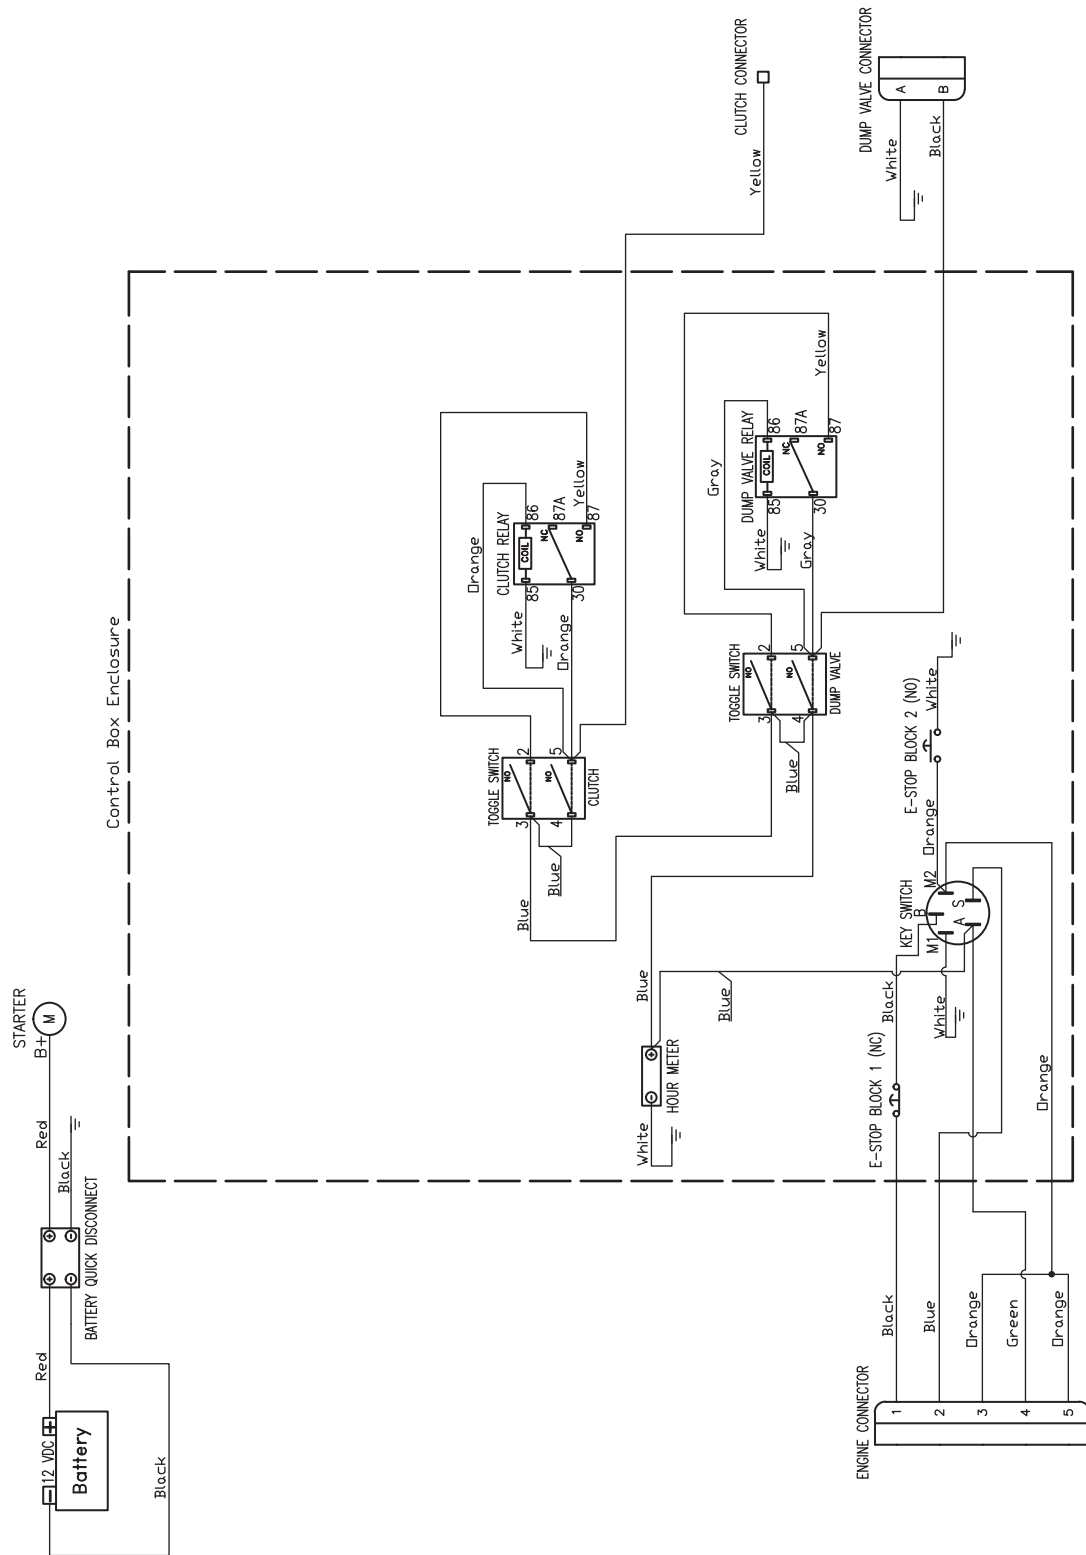 STARTER
M
B+
Red
Black
BATTERY QUICK DISCONNECT
Red
12 VDC
Battery
Black
Control Box Enclosure
CLUTCH CONNECTOR
Yellow
DUMP VALVE CONNECTOR
A
B
White
Black
CLUTCH RELAY
86
87A
87
85
30
COIL
NC
NO
Orange
Yellow
White
Orange
TOGGLE SWITCH
CLUTCH
2
5
3
4
NO
NO
Blue
Blue
DUMP VALVE RELAY
86
87A
87
85
30
COIL
NC
NO
Gray
Yellow
White
Gray
TOGGLE SWITCH
DUMP VALVE
2
5
3
4
NO
NO
Blue
HOUR METER
White
Blue
Blue
E-STOP BLOCK 2 (NO)
White
Orange
KEY SWITCH
B
M1
M2
A
S
White
Black
E-STOP BLOCK 1 (NC)
Orange
ENGINE CONNECTOR
Black
Blue
Orange
Green
Orange
1
2
3
4
5